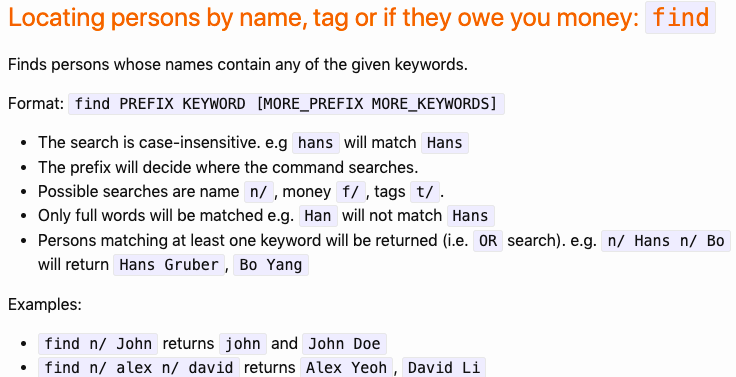 Locating persons by name, tag or if they owe you money: find
Finds persons whose names contain any of the given keywords.
Format: find PREFIX KEYWORD [MORE_PREFIX MORE_KEYWORDS]
• The search is case-insensitive. e.g hans will match Hans
• The prefix will decide where the command searches.
• Possible searches are name n/ , money f/ , tags t/ .
• Only full words will be matched e.g. Han will not match Hans
• Persons matching at least one keyword will be returned (i.e. OR search). e.g. n/ Hans n/ Bo
will return Hans Gruber , Bo Yang
Examples:
• find n/ John returns john and John Doe
• find n/ alex n/ david returns Alex Yeoh , David Li